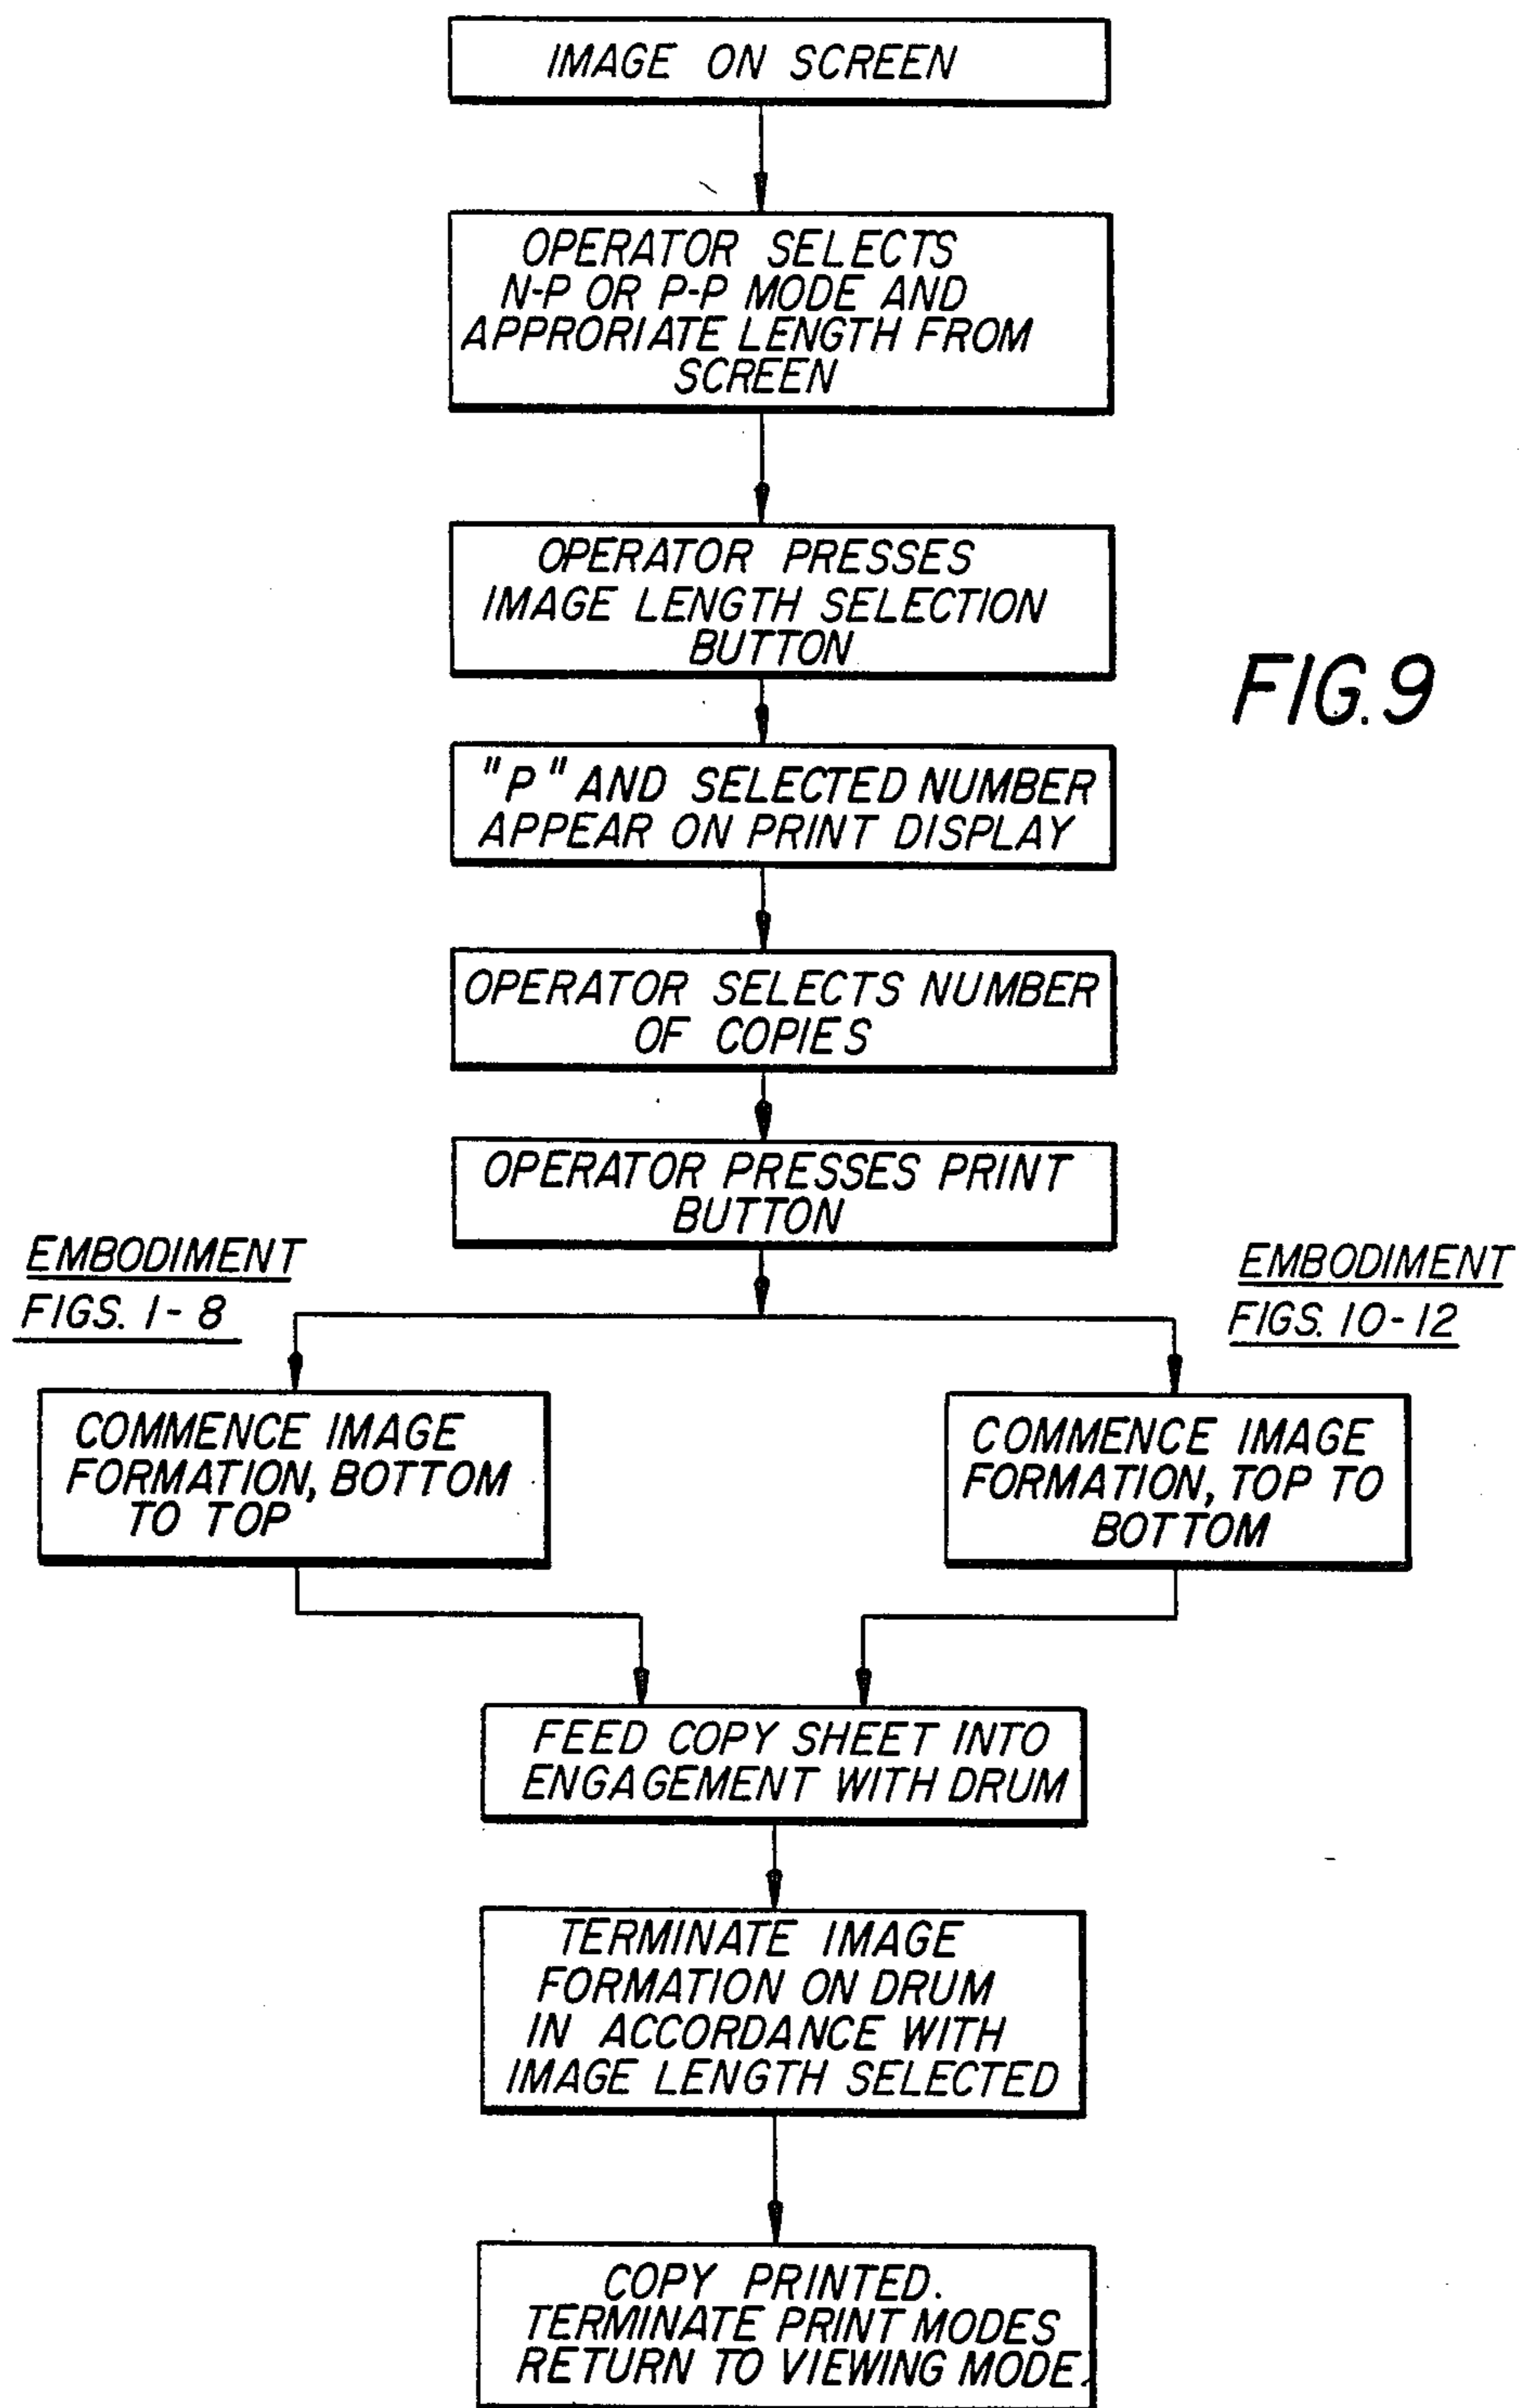 IMAGE ON SCREEN
OPERATOR SELECTS
N-P OR P-P MODE AND
APPRORIATE LENGTH FROM
SCREEN
OPERATOR PRESSES
IMAGE LENGTH SELECTION
BUTTON
FIG. 9
"P" AND SELECTED NUMBER
APPEAR ON PRINT DISPLAY
OPERATOR SELECTS NUMBER
OF COPIES
OPERATOR PRESSES PRINT
BUTTON
EMBODIMENT
FIGS. 1-8
EMBODIMENT
FIGS. 10-12
COMMENCE IMAGE
FORMATION, BOTTOM
TO TOP
COMMENCE IMAGE
FORMATION, TOP TO
BOTTOM
FEED COPY SHEET INTO
ENGAGEMENT WITH DRUM
TERMINATE IMAGE
FORMATION ON DRUM
IN ACCORDANCE WITH
IMAGE LENGTH SELECTED
COPY PRINTED.
TERMINATE PRINT MODES
RETURN TO VIEWING MODE.